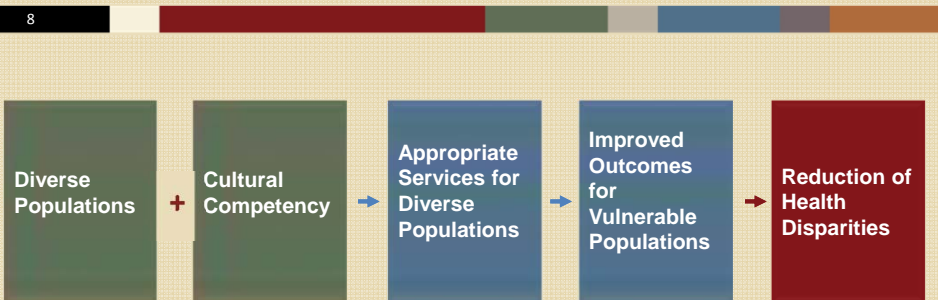 8
Diverse
Populations
+
Cultural
Competency
Appropriate
Services for
Diverse
Populations
Improved
Outcomes
for
Vulnerable
Populations
Reduction of
Health
Disparities